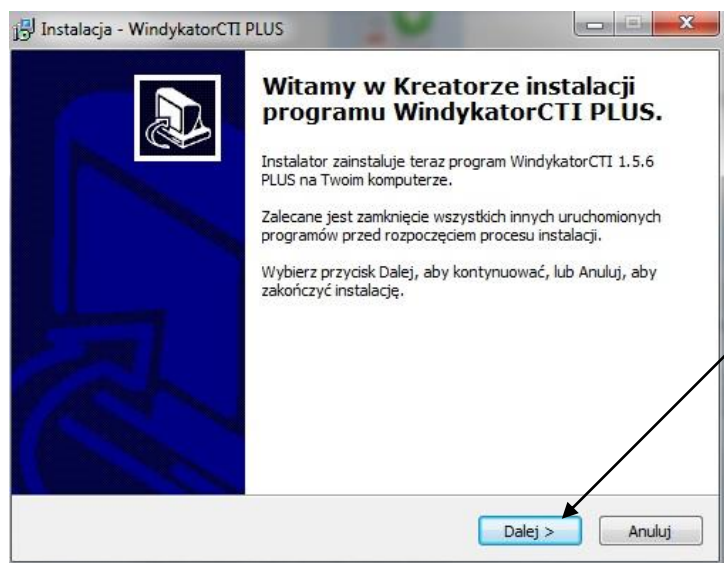 Instalacja - WindykatorCTI PLUS
Witamy w Kreatorze instalacji
programu WindykatorCTI PLUS.
Instalator zainstaluje teraz program WindykatorCTI 1.5.6
PLUS na Twoim komputerze.
Zalecane jest zamknięcie wszystkich innych uruchomionych
programów przed rozpoczęciem procesu instalacji.
Wybierz przycisk Dalej, aby kontynuować, lub Anuluj, aby
zakończyć instalację.
Dalej >
Anuluj